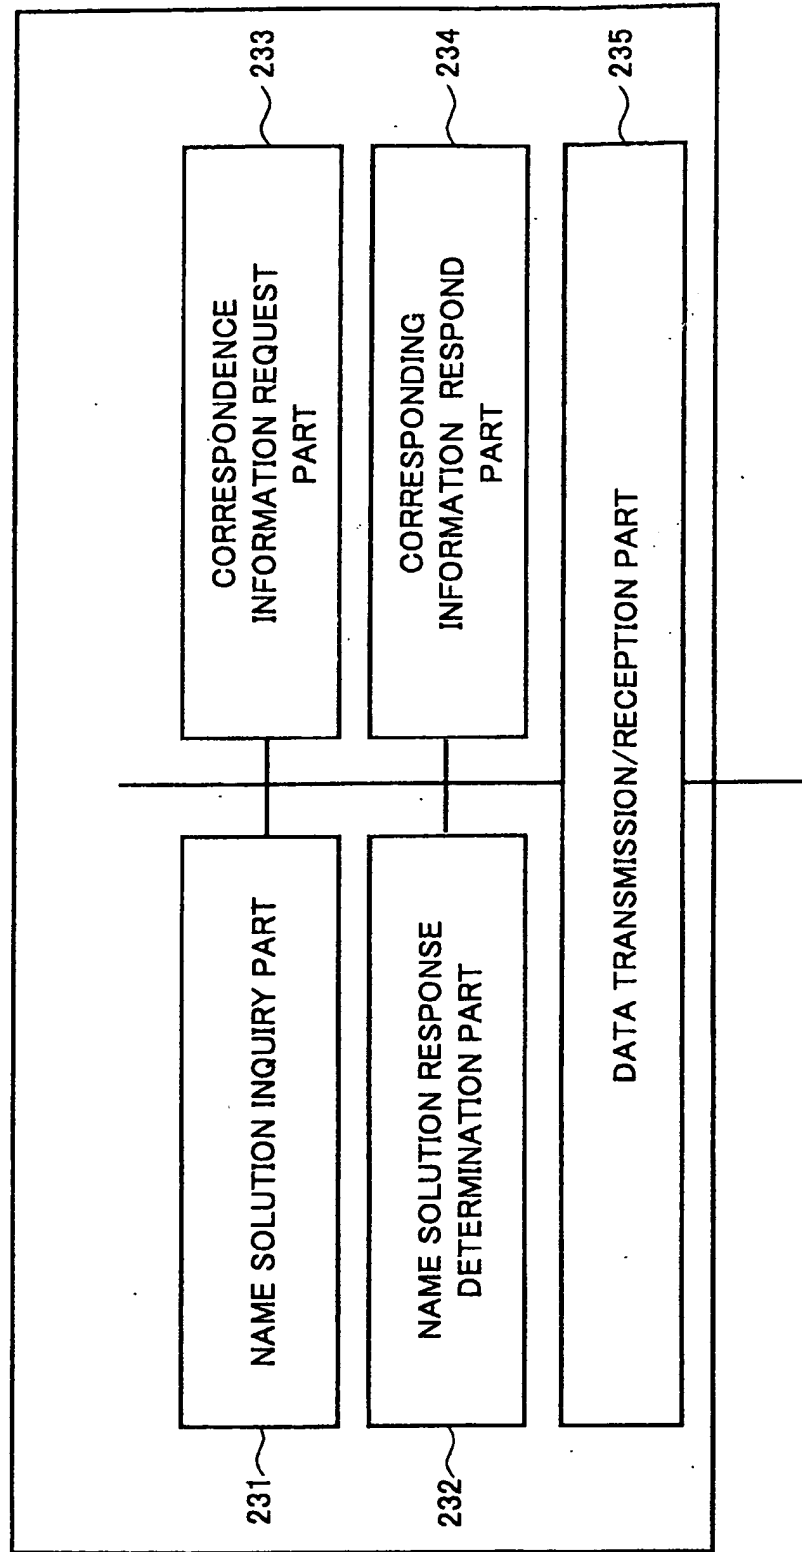 231
NAME SOLUTION INQUIRY PART
CORRESPONDENCE
INFORMATION REQUEST
PART
233
232
NAME SOLUTION RESPONSE
DETERMINATION PART
CORRESPONDING
INFORMATION RESPOND
PART
234
DATA TRANSMISSION/RECEPTION PART
235